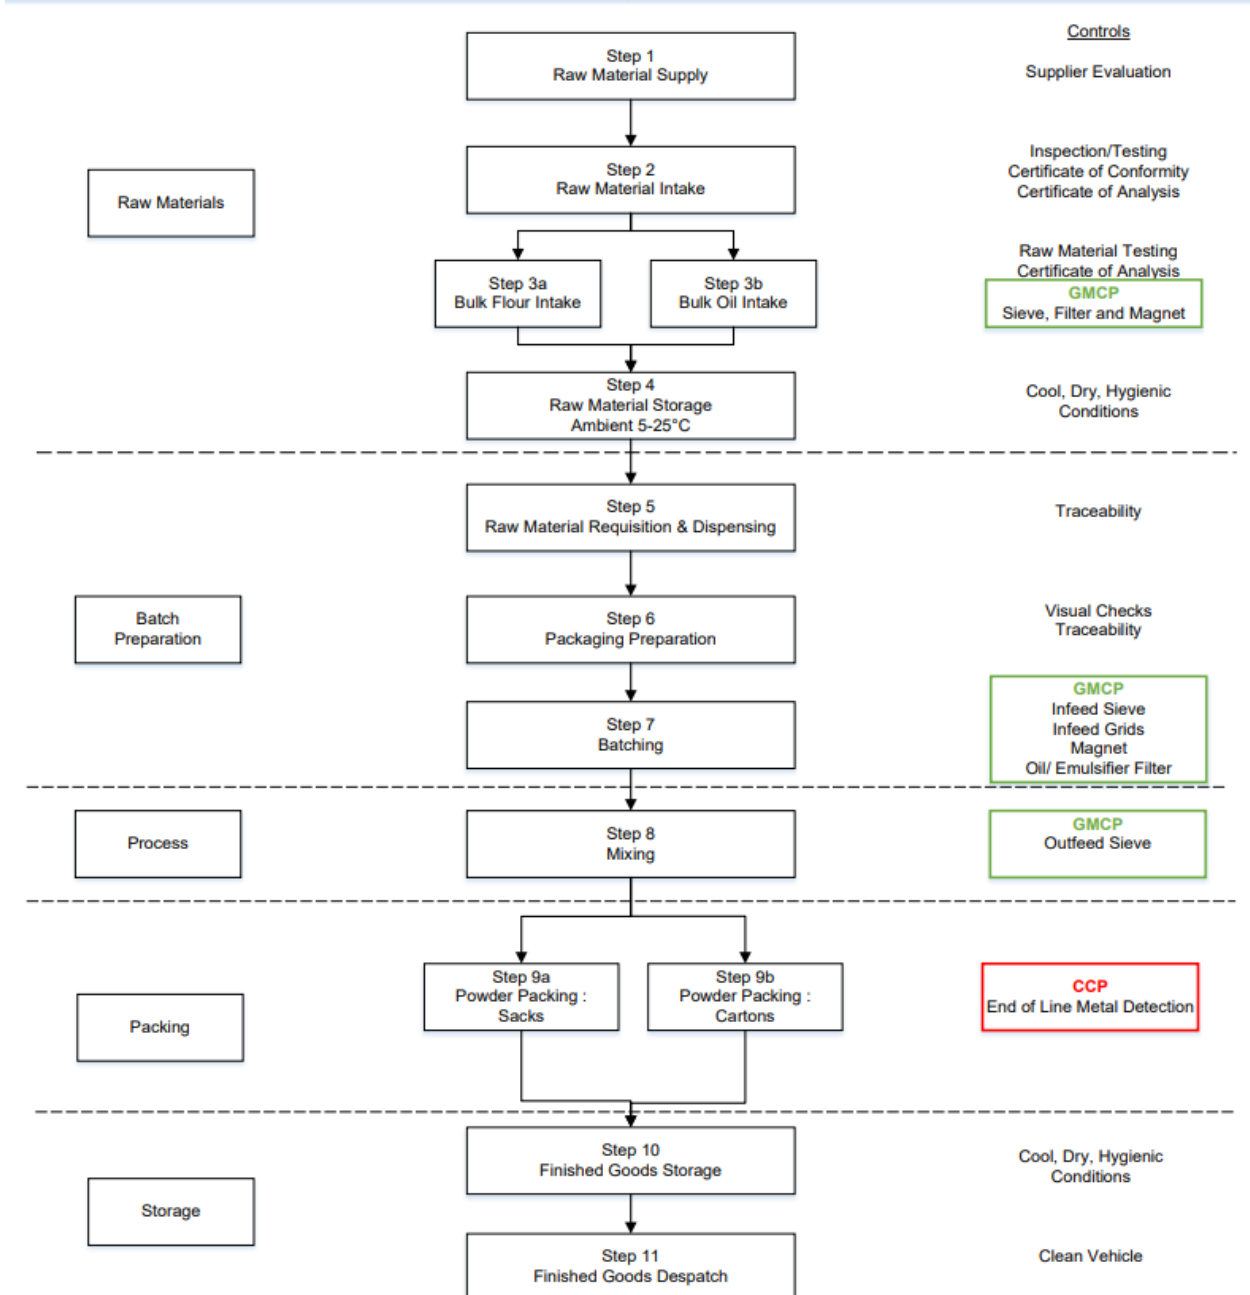 Controls
Step 1
Raw Material Supply
Supplier Evaluation
Raw Materials
Step 2
Raw Material Intake
Inspection/Testing
Certificate of Conformity
Certificate of Analysis
Step 3a
Bulk Flour Intake
Step 3b
Bulk Oil Intake
Raw Material Testing
Certificate of Analysis
GMCP
Sieve, Filter and Magnet
Step 4
Raw Material Storage
Ambient 5-25°C
Cool, Dry, Hygienic
Conditions
Step 5
Raw Material Requisition & Dispensing
Traceability
Batch
Preparation
Step 6
Packaging Preparation
Visual Checks
Traceability
Step 7
Batching
GMCP
Infeed Sieve
Infeed Grids
Magnet
Oil/ Emulsifier Filter
Process
Step 8
Mixing
GMCP
Outfeed Sieve
Packing
Step 9a
Powder Packing :
Sacks
Step 9b
Powder Packing :
Cartons
CCP
End of Line Metal Detection
Storage
Step 10
Finished Goods Storage
Cool, Dry, Hygienic
Conditions
Step 11
Finished Goods Despatch
Clean Vehicle